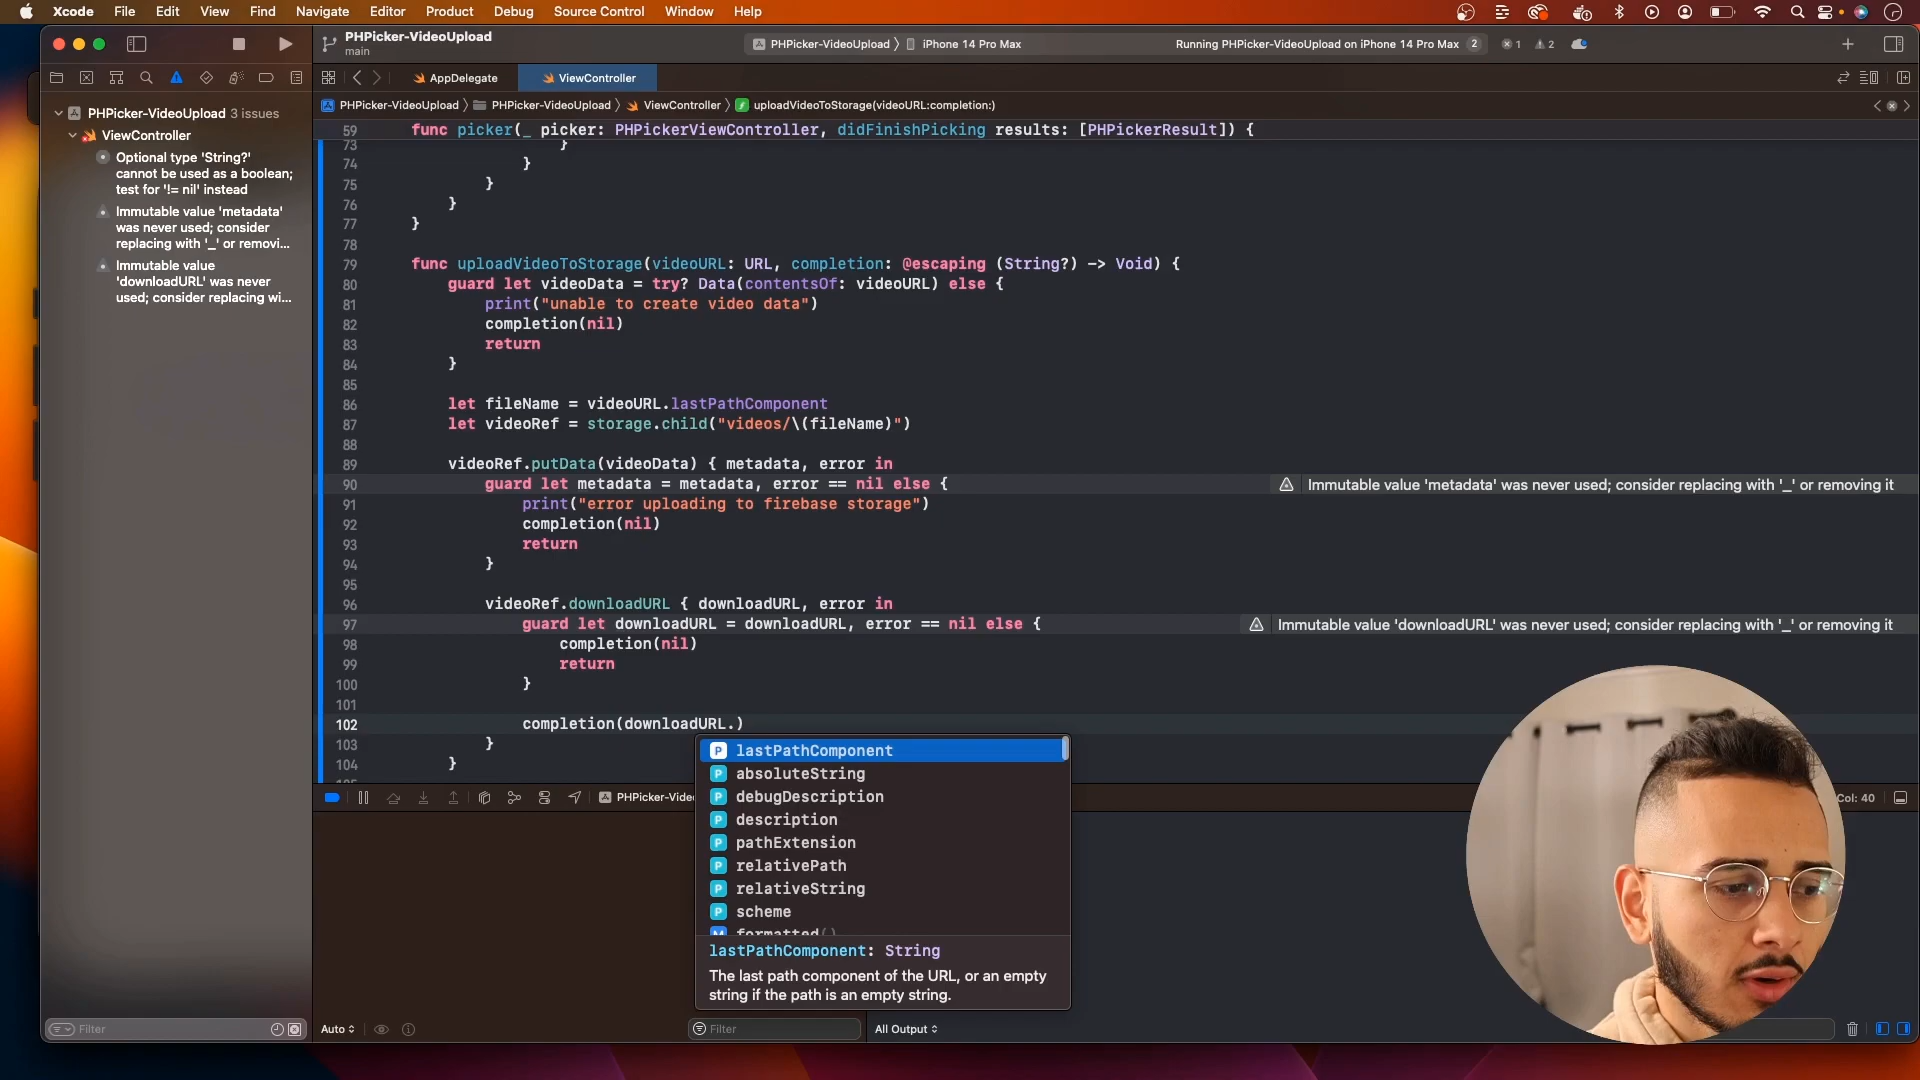 Xcode File Edit View Find Navigate Editor Product Debug Source Control Window Help
PHPicker-VideoUpload
main
PHPicker-VideoUpload 〉 iPhone 14 Pro Max
Running PHPicker-VideoUpload on iPhone 14 Pro Max 2
1 2
AppDelegate ViewController
PHPicker-VideoUpload 〉 PHPicker-VideoUpload 〉 ViewController 〉 uploadVideoToStorage(videoURL:completion:)
PHPicker-VideoUpload 3 issues
ViewController
Optional type 'String?'
cannot be used as a boolean;
test for '!= nil' instead
Immutable value 'metadata'
was never used; consider
replacing with '_' or removi...
Immutable value
'downloadURL' was never
used; consider replacing wi...
Filter
59 func picker(_ picker: PHPickerViewController, didFinishPicking results: [PHPickerResult]) {
73 }
74 }
75 }
76 }
77 }
78
79 func uploadVideoToStorage(videoURL: URL, completion: @escaping (String?) -> Void) {
80 guard let videoData = try? Data(contentsOf: videoURL) else {
81 print("unable to create video data")
82 completion(nil)
83 return
84 }
85
86 let fileName = videoURL.lastPathComponent
87 let videoRef = storage.child("videos/\(fileName)")
88
89 videoRef.putData(videoData) { metadata, error in
90 guard let metadata = metadata, error == nil else {
Immutable value 'metadata' was never used; consider replacing with '_' or removing it
91 print("error uploading to firebase storage")
92 completion(nil)
93 return
94 }
95
96 videoRef.downloadURL { downloadURL, error in
97 guard let downloadURL = downloadURL, error == nil else {
Immutable value 'downloadURL' was never used; consider replacing with '_' or removing it
98 completion(nil)
99 return
100 }
101
102 completion(downloadURL.)
103 }
104 }
lastPathComponent
absoluteString
debugDescription
description
pathExtension
relativePath
relativeString
scheme
formatted()
lastPathComponent: String
The last path component of the URL, or an empty
string if the path is an empty string.
PHPicker-Vide
Col: 40
Auto
Filter
All Output